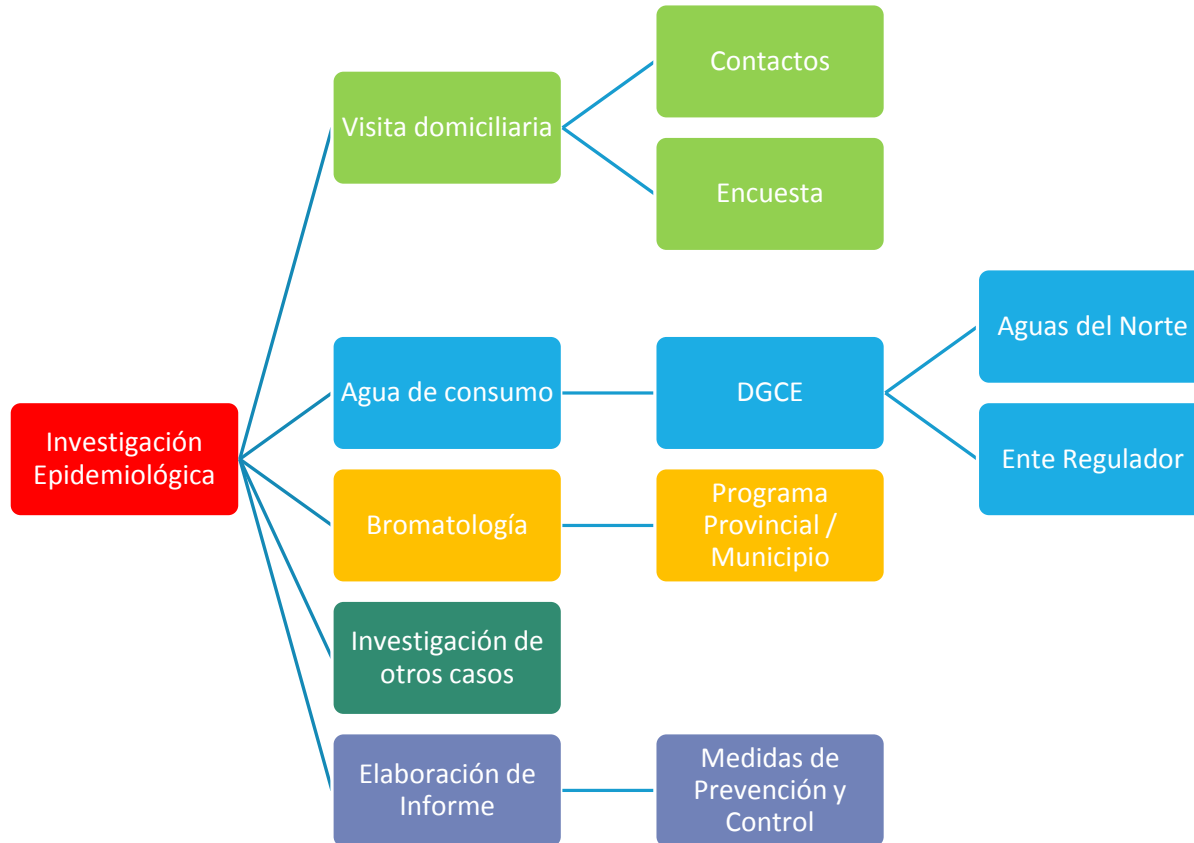 Contactos
Visita domiciliaria
Encuesta
Aguas del Norte
Agua de consumo
DGCE
Investigación
Epidemiológica
Ente Regulador
Bromatología
Programa
Provincial /
Municipio
Investigación de
otros casos
Elaboración de
Informe
Medidas de
Prevención y
Control